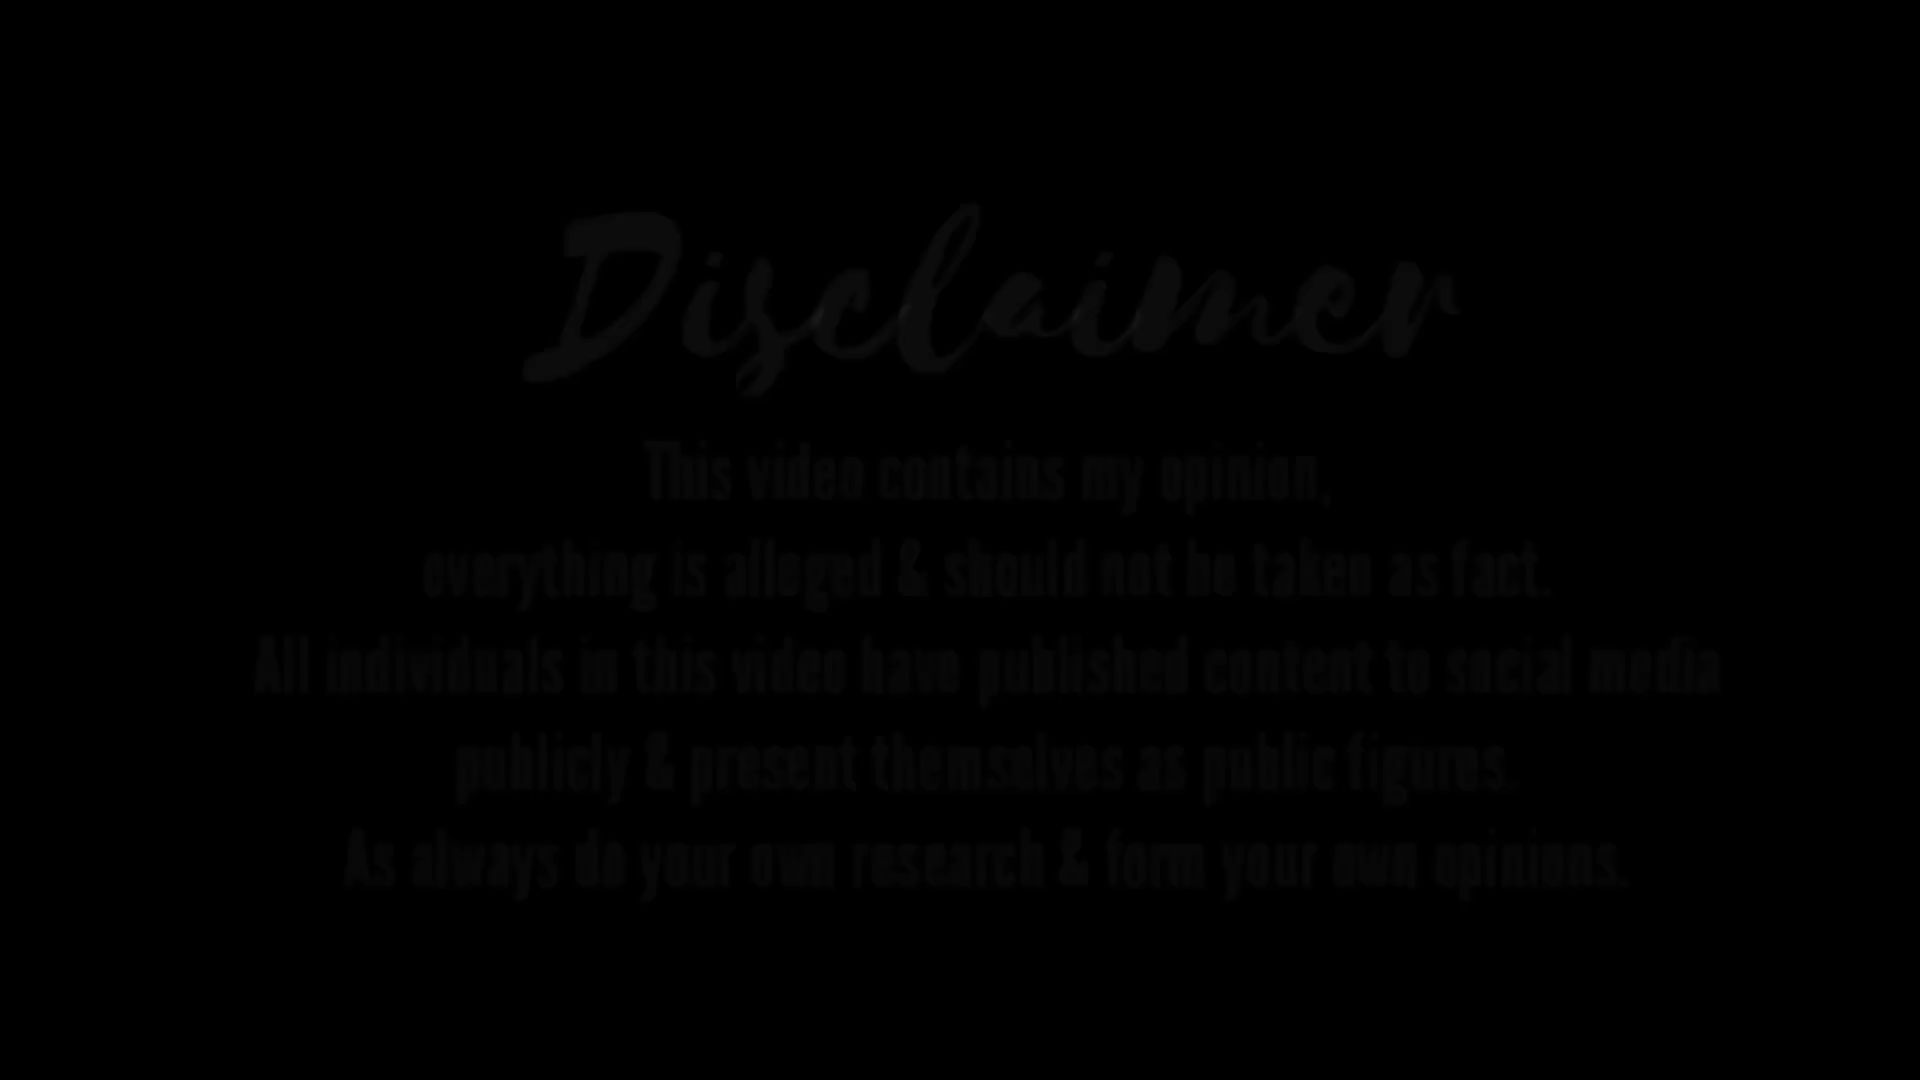 Disclaimer
This video contains my opinion,
everything is alleged & should not be taken as fact.
All individuals in this video have published content to social media
publicly & present themselves as public figures.
As always do your own research & form your own opinions.